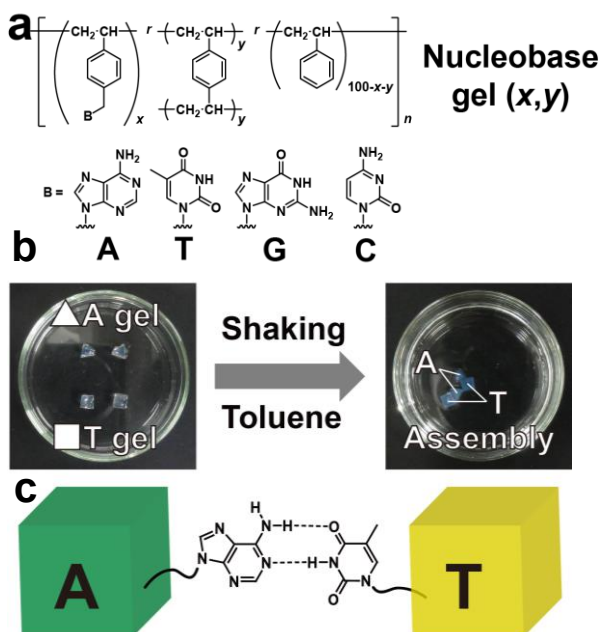 a
CH₂-CH r CH₂-CH y r CH₂-CH
B x CH₂-CH y 100-x-y n
Nucleobase
gel (x,y)
B =
NH₂ N N N N
A
O NH N O
T
O N NH N N NH₂
G
NH₂ N N O
C
b
A gel
T gel
Shaking
Toluene
A
T
Assembly
c
A
H
N-H O
N N N N
H-N O N
T